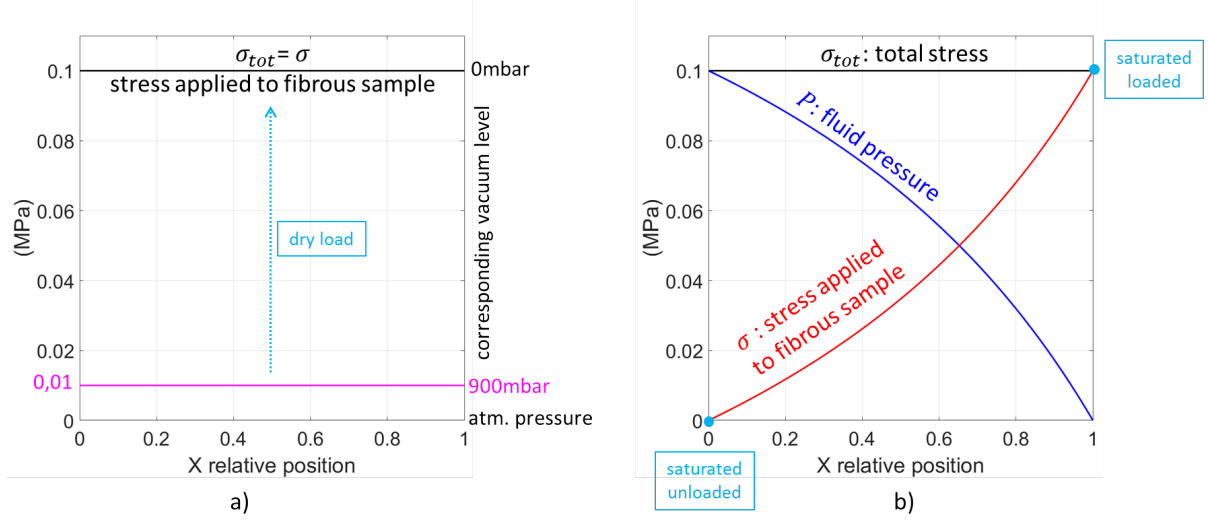 σtot= σ
stress applied to fibrous sample
0.1
0.08
0.06
0.04
0.02
0,01
0
(MPa)
dry load
0mbar
corresponding vacuum level
900mbar
atm. pressure
0
0.2
0.4
0.6
0.8
1
X relative position
a)
σtot: total stress
P: fluid pressure
σ : stress applied
to fibrous sample
saturated
loaded
0.1
0.08
0.06
0.04
0.02
0
(MPa)
0
0.2
0.4
0.6
0.8
1
X relative position
saturated
unloaded
b)